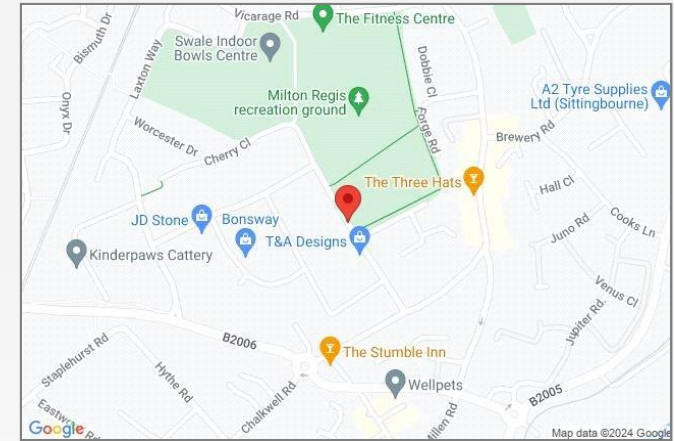 Vicarage Rd
The Fitness Centre
Bismuth Dr
Laxton Way
Swale Indoor
Bowls Centre
Dobbie Cl
Onyx Dr
Milton Regis
recreation ground
A2 Tyre Supplies
Ltd (Sittingbourne)
Forge Rd
Worcester Dr
Cherry Cl
Brewery Rd
The Three Hats
Hall Cl
JD Stone
Bonsway
T&A Designs
Juno Rd
Cooks Ln
Kinderpaws Cattery
Venus Cl
Jupiter Rd.
B2006
Staplehurst Rd
The Stumble Inn
Hythe Rd
Chalkwell Rd.
Wellpets
B2005
Millen Rd
Google
Map data ©2024 Google